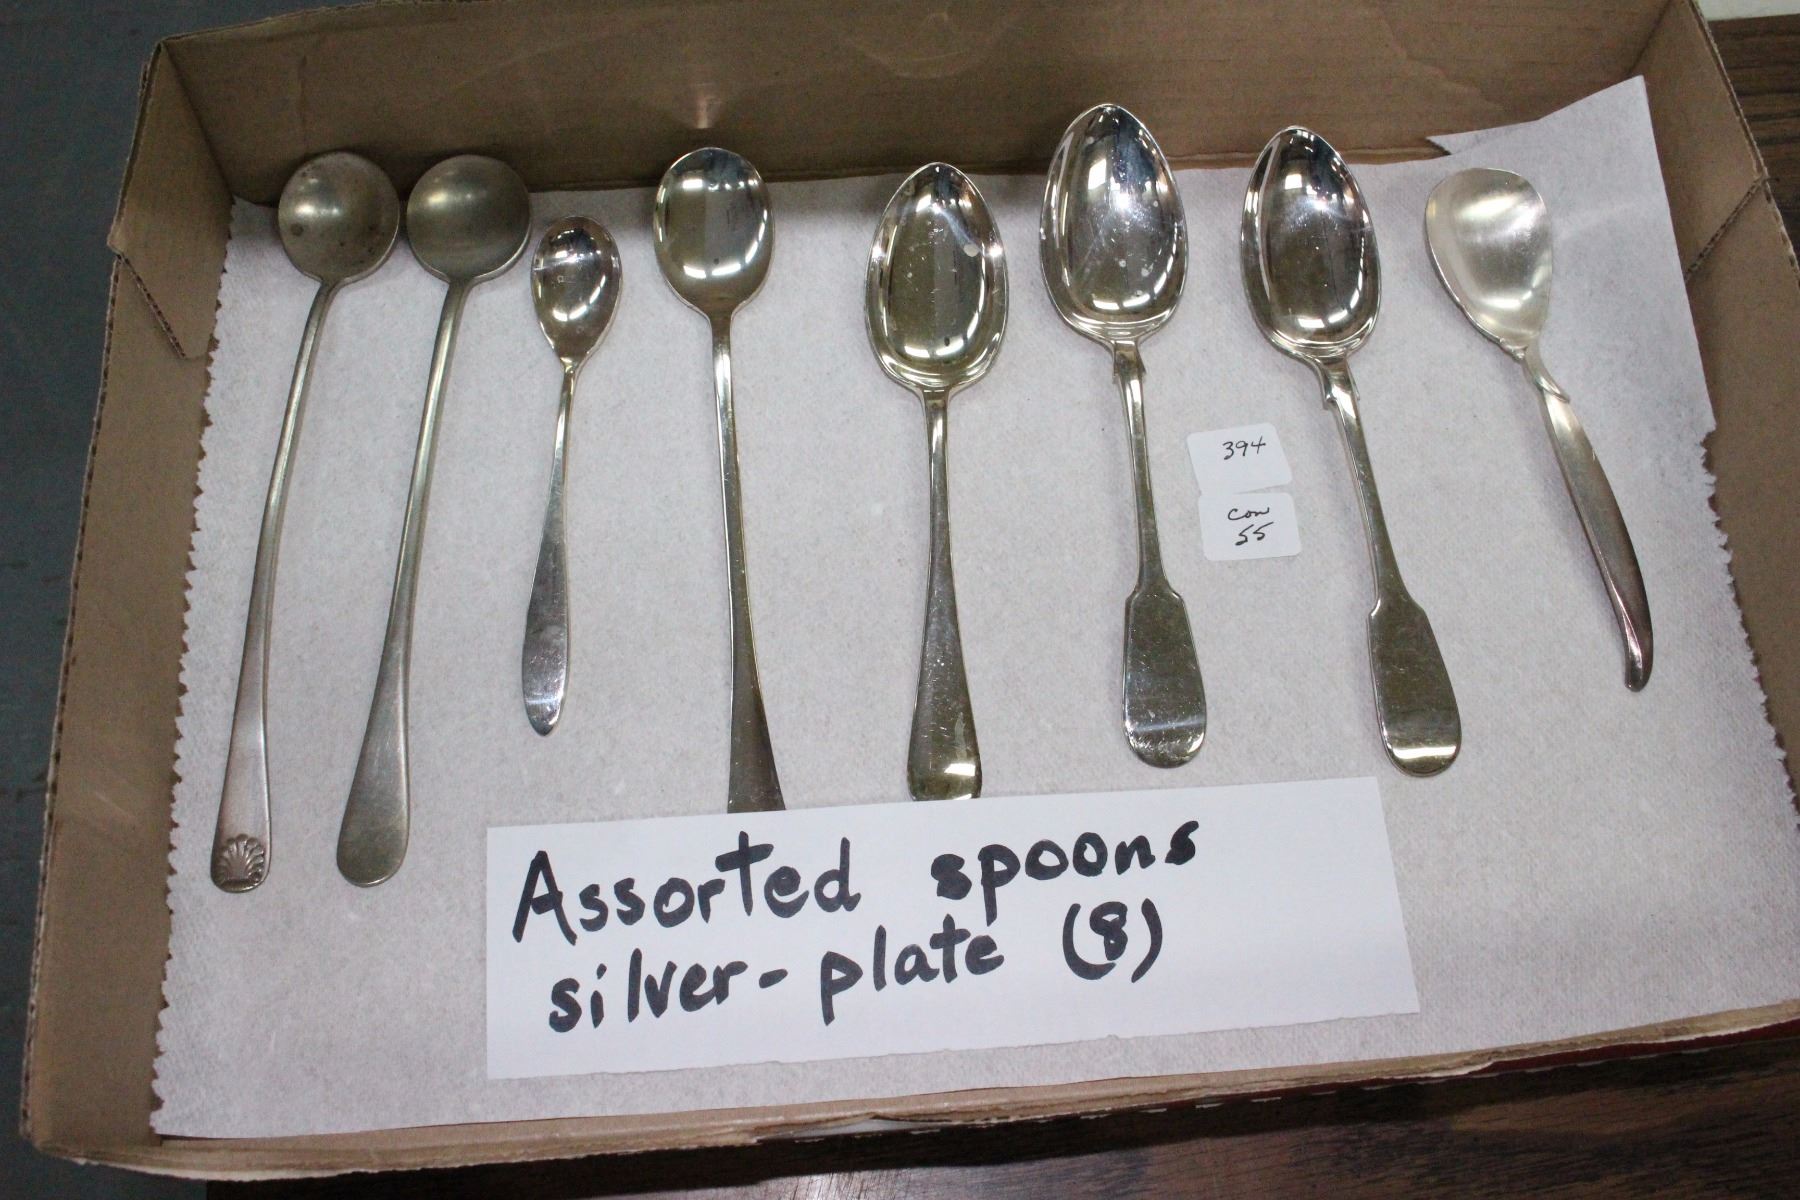 394
con
55
Assorted spoons
silver-plate (8)